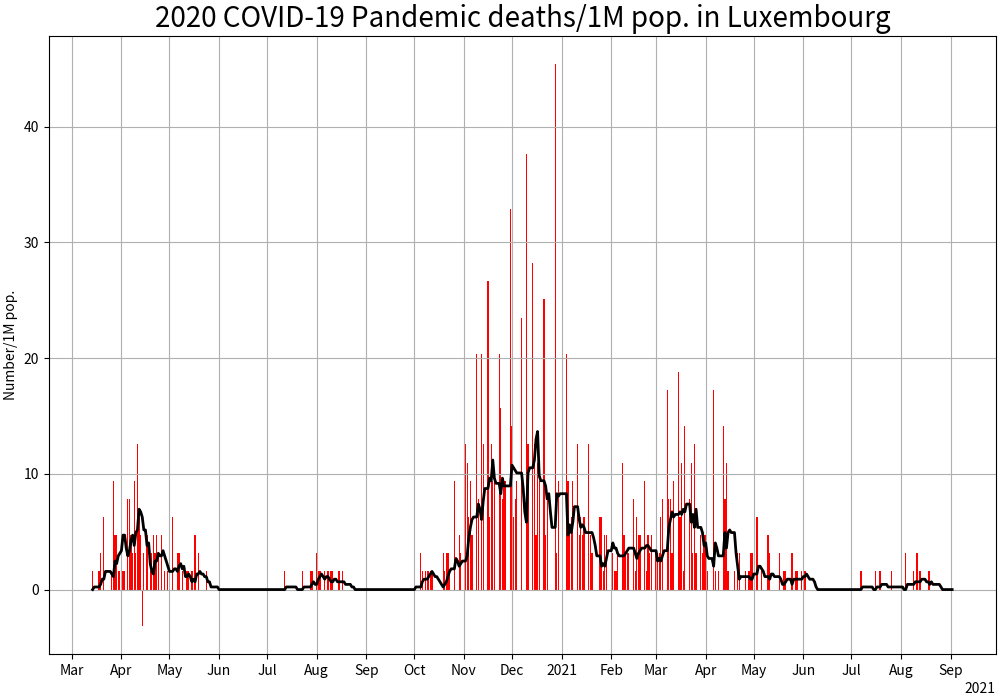 2020 COVID-19 Pandemic deaths/1M pop. in Luxembourg
Number/1M pop.
40
30
20
10
0
Mar Apr May Jun Jul Aug Sep Oct Nov Dec 2021 Feb Mar Apr May Jun Jul Aug Sep
2021